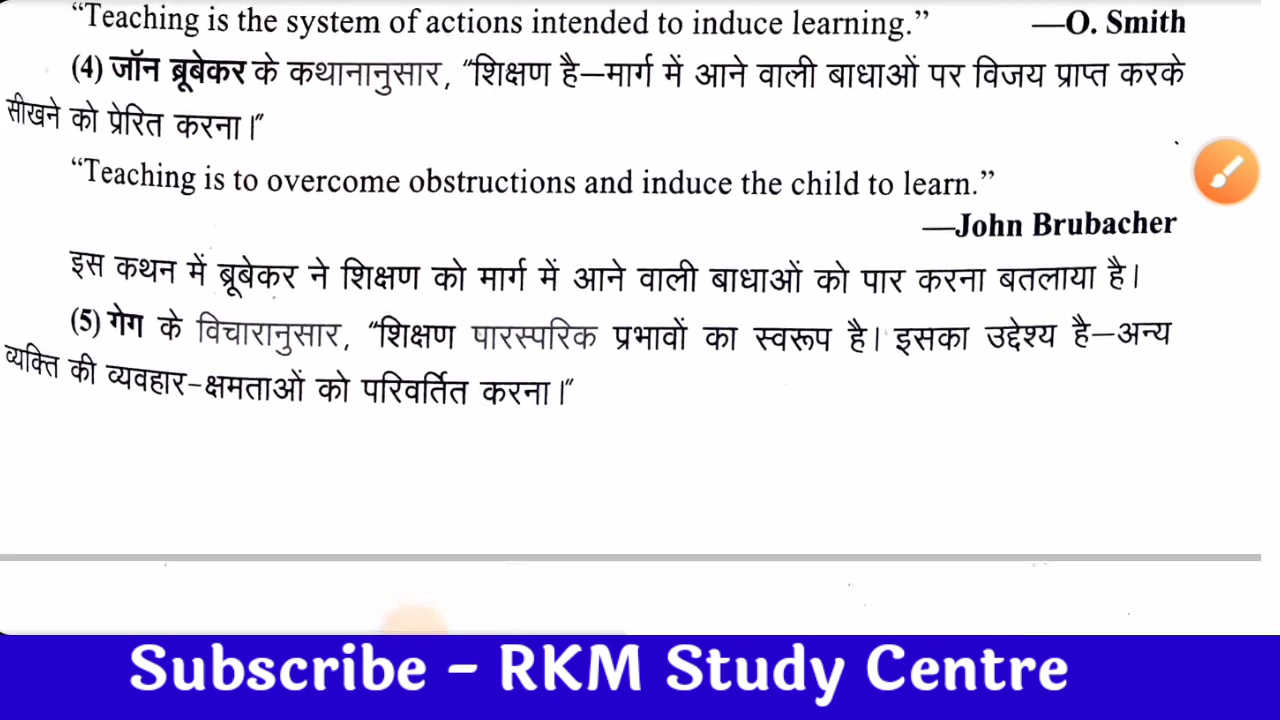 “Teaching is the system of actions intended to induce learning.” —O. Smith
(4) जॉन ब्रूबेकर के कथानानुसार, “शिक्षण है—मार्ग में आने वाली बाधाओं पर विजय प्राप्त करके
सीखने को प्रेरित करना।”
“Teaching is to overcome obstructions and induce the child to learn.”
—John Brubacher
इस कथन में ब्रूबेकर ने शिक्षण को मार्ग में आने वाली बाधाओं को पार करना बतलाया है।
(5) गेग के विचारानुसार, “शिक्षण पारस्परिक प्रभावों का स्वरूप है। इसका उद्देश्य है—अन्य
व्यक्ति की व्यवहार-क्षमताओं को परिवर्तित करना।”
Subscribe - RKM Study Centre